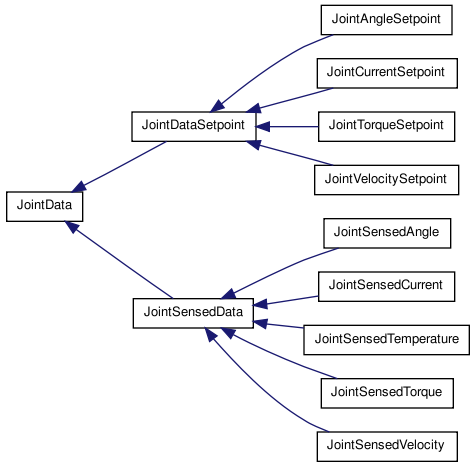 JointAngleSetpoint
JointCurrentSetpoint
JointDataSetpoint
JointTorqueSetpoint
JointVelocitySetpoint
JointData
JointSensedAngle
JointSensedCurrent
JointSensedData
JointSensedTemperature
JointSensedTorque
JointSensedVelocity